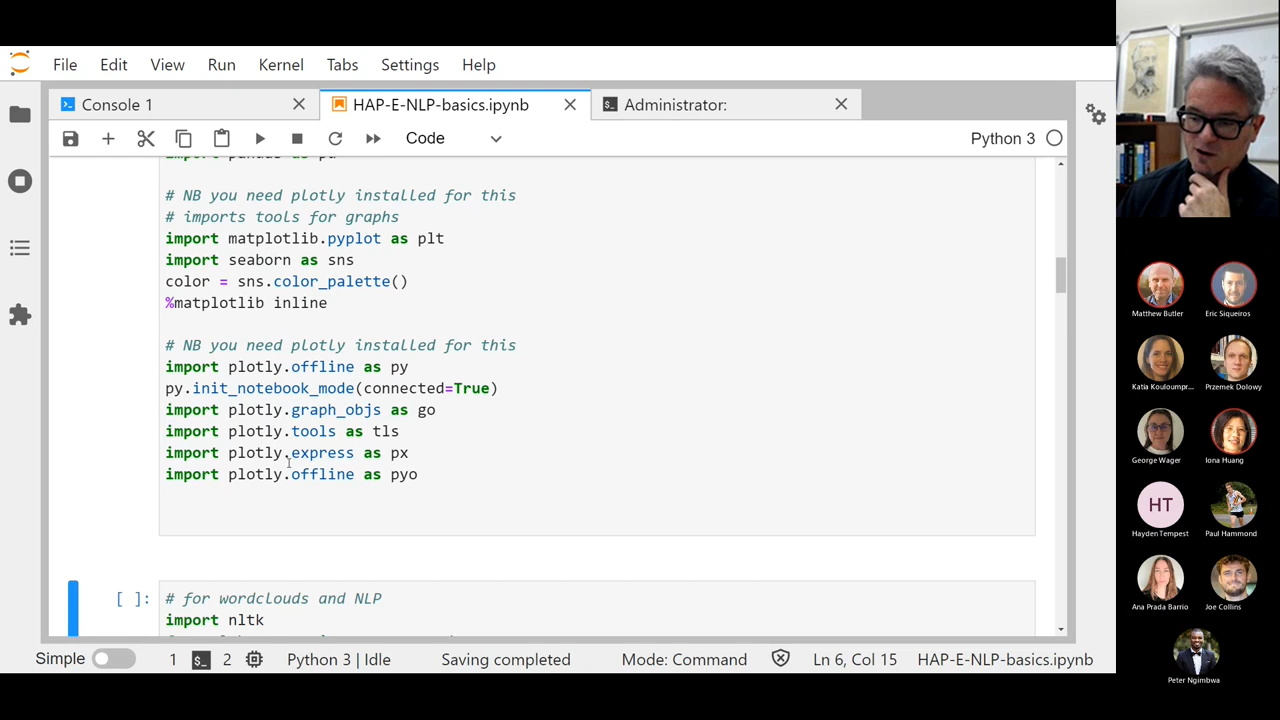 File Edit View Run Kernel Tabs Settings Help
Console 1
HAP-E-NLP-basics.ipynb
Administrator:
Code
Python 3
import pandas as pd
# NB you need plotly installed for this
# imports tools for graphs
import matplotlib.pyplot as plt
import seaborn as sns
color = sns.color_palette()
%matplotlib inline
# NB you need plotly installed for this
import plotly.offline as py
py.init_notebook_mode(connected=True)
import plotly.graph_objs as go
import plotly.tools as tls
import plotly.express as px
import plotly.offline as pyo
[ ]:
# for wordclouds and NLP
import nltk
Simple
1
2
Python 3 | Idle
Saving completed
Mode: Command
Ln 6, Col 15
HAP-E-NLP-basics.ipynb
Matthew Butler
Eric Siqueiros
Katia Kouloumpr...
Przemek Dolowy
George Wager
Iona Huang
HT
Hayden Tempest
Paul Hammond
Ana Prada Barrio
Joe Collins
Peter Ngimbwa